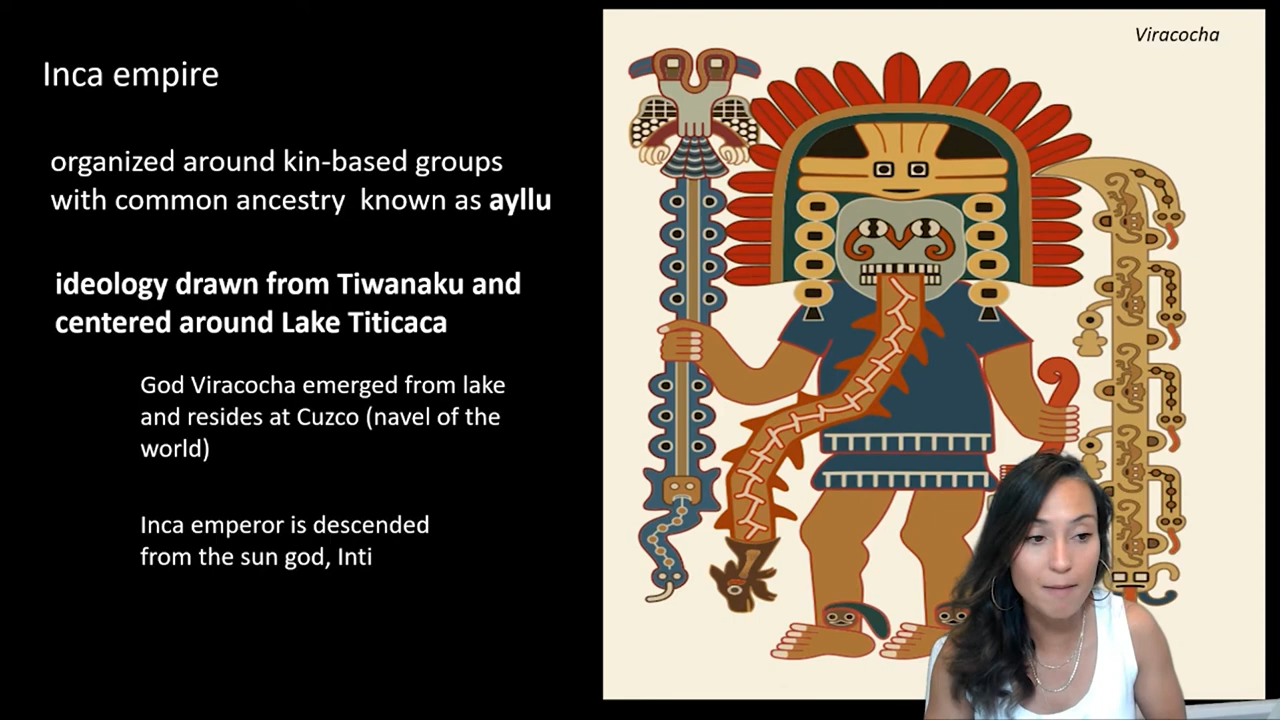 Viracocha
Inca empire
organized around kin-based groups
with common ancestry known as ayllu
ideology drawn from Tiwanaku and
centered around Lake Titicaca
God Viracocha emerged from lake
and resides at Cuzco (navel of the
world)
Inca emperor is descended
from the sun god, Inti